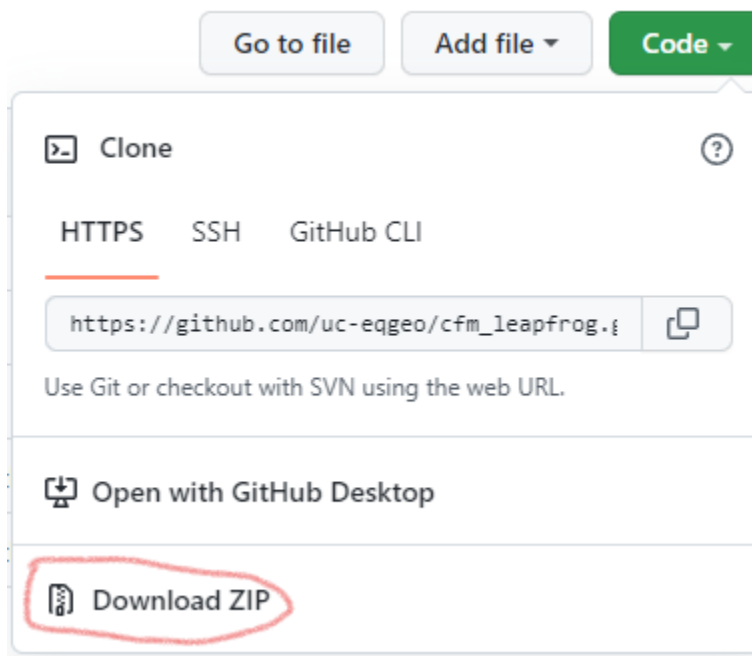 Go to file Add file Code
Clone
HTTPS SSH GitHub CLI
https://github.com/uc-eqgeo/cfm_leapfrog.g
Use Git or checkout with SVN using the web URL.
Open with GitHub Desktop
Download ZIP